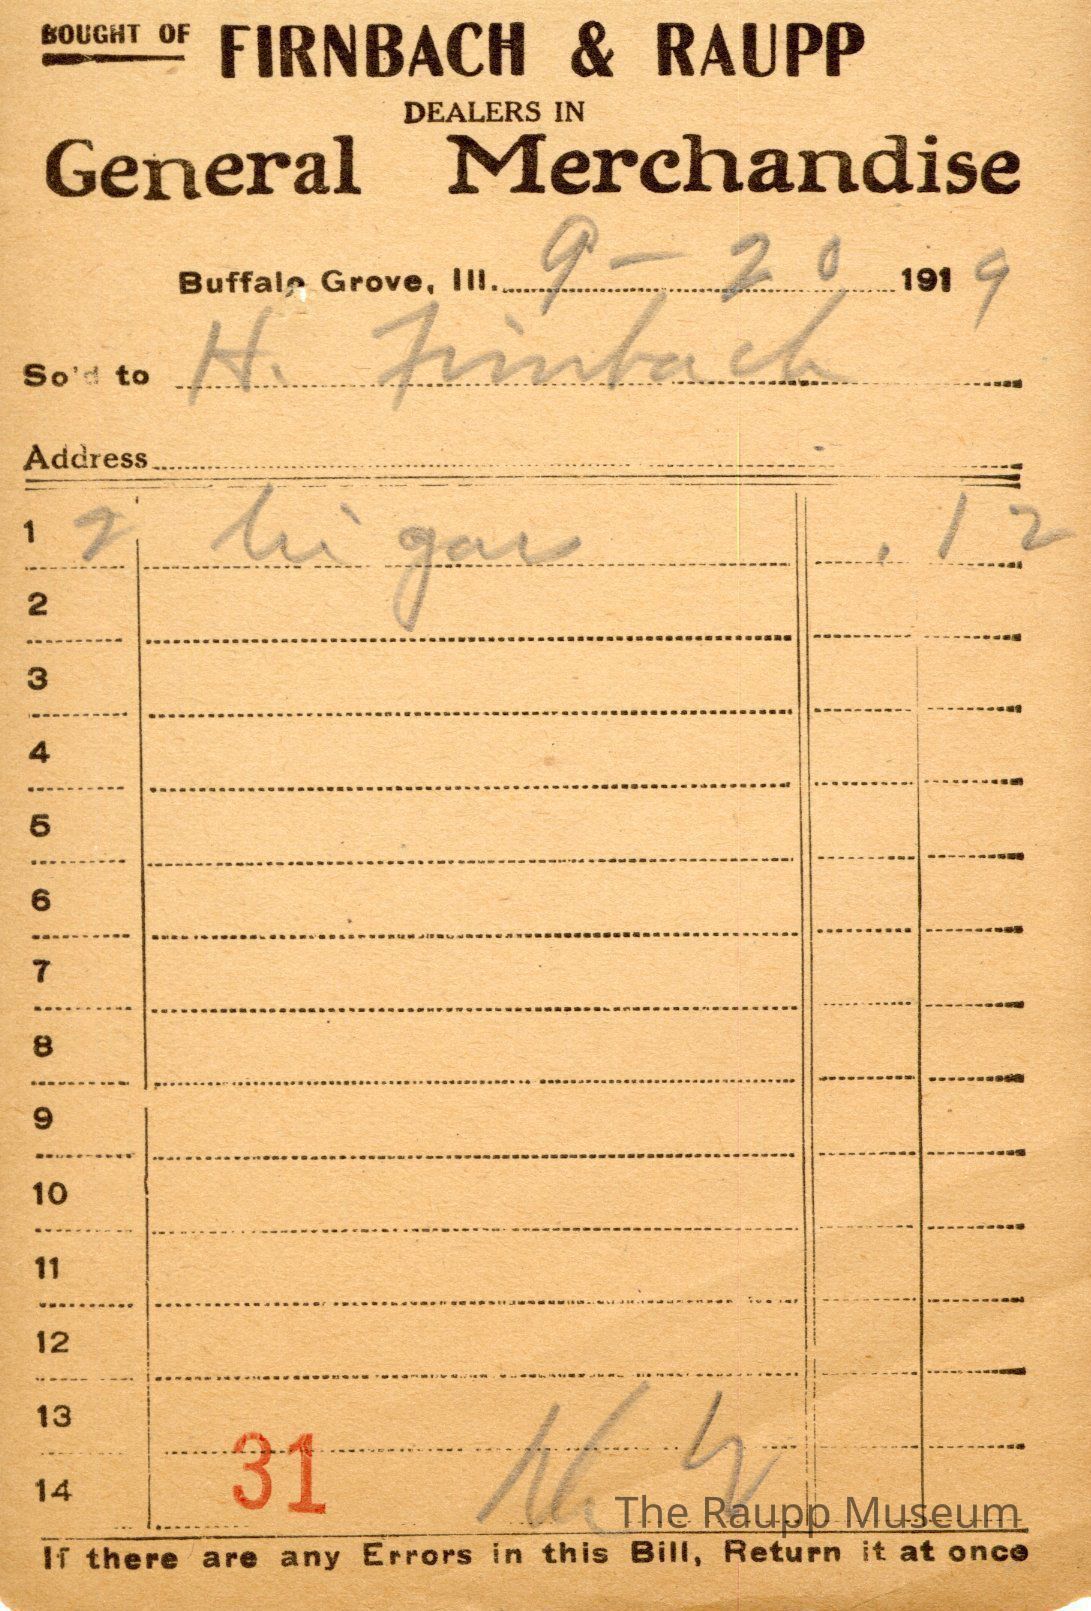 BOUGHT OF FIRNBACH & RAUPP
DEALERS IN
General Merchandise
Buffalo Grove, Ill. 9-20 1919
So'd to H. Firnbach
Address
1 2 Cigars .12
2
3
4
5
6
7
8
9
10
11
12
13
14 31
The Raupp Museum
If there are any Errors in this Bill, Return it at once